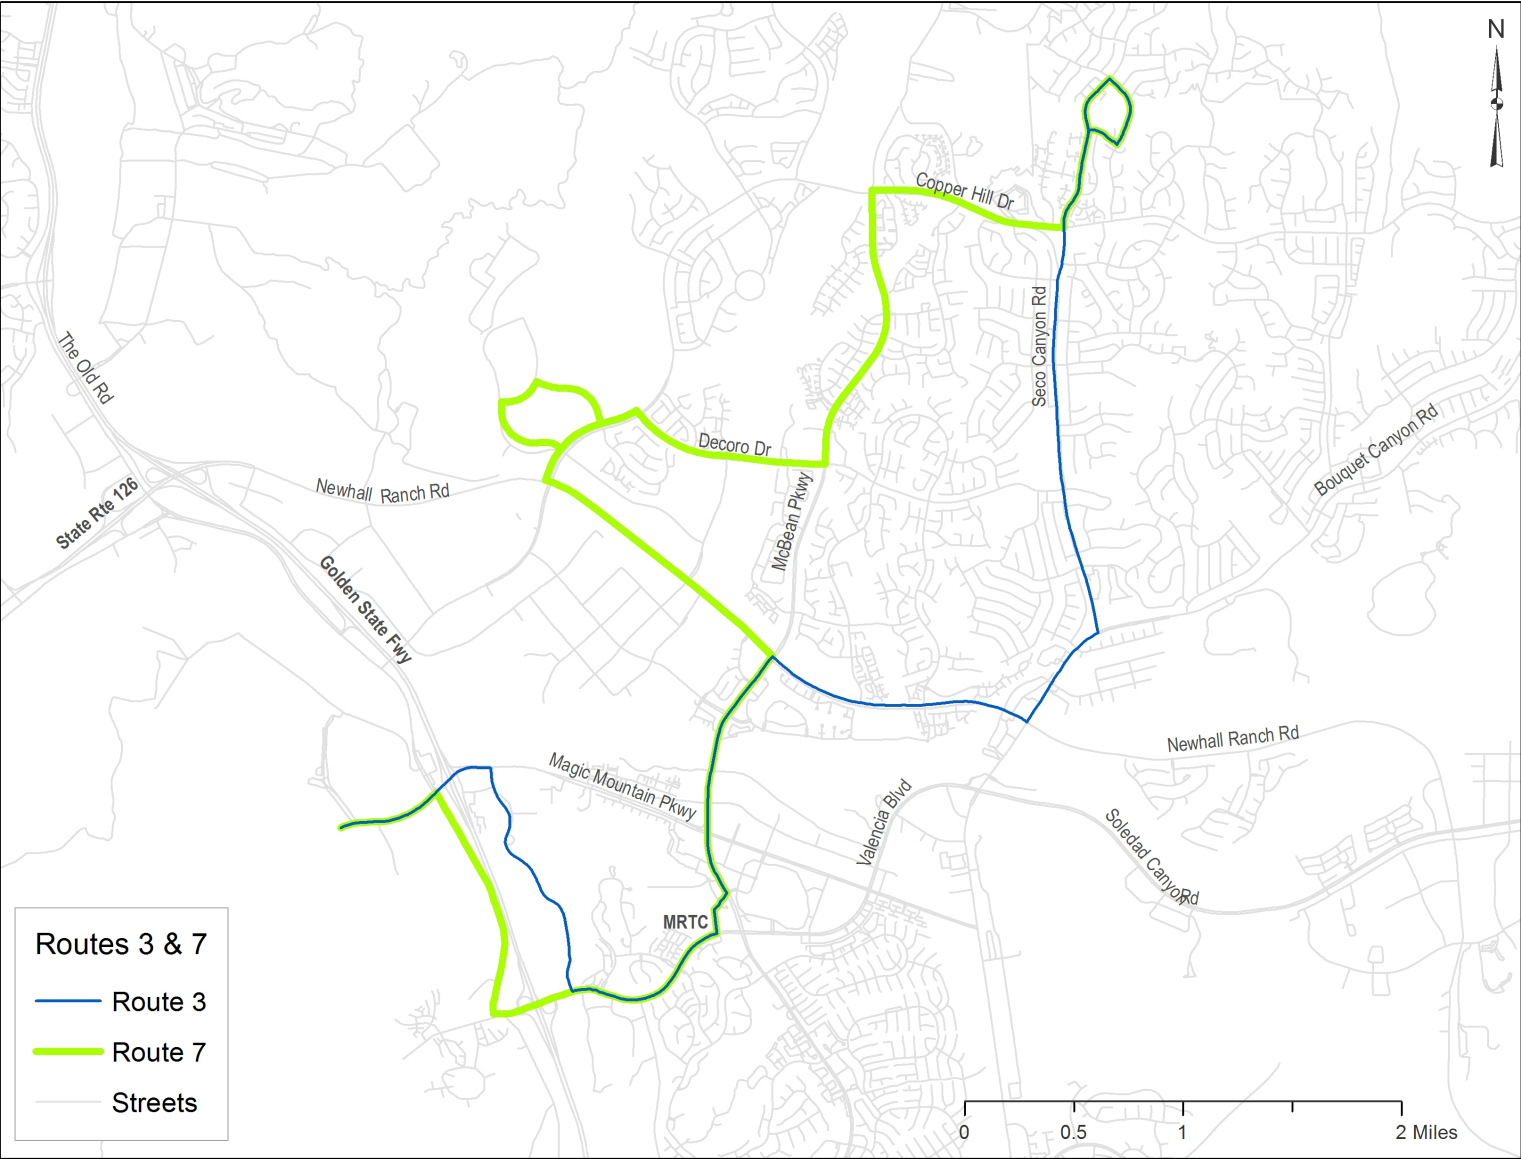 N
Copper Hill Dr
Seco Canyon Rd
The Old Rd
Decoro Dr
Bouquet Canyon Rd
Newhall Ranch Rd
State Rte 126
McBean Pkwy
Golden State Fwy
Newhall Ranch Rd
Magic Mountain Pkwy
Valencia Blvd
Soledad Canyon Rd
MRTC
Routes 3 & 7
Route 3
Route 7
Streets
0 0.5 1 2 Miles